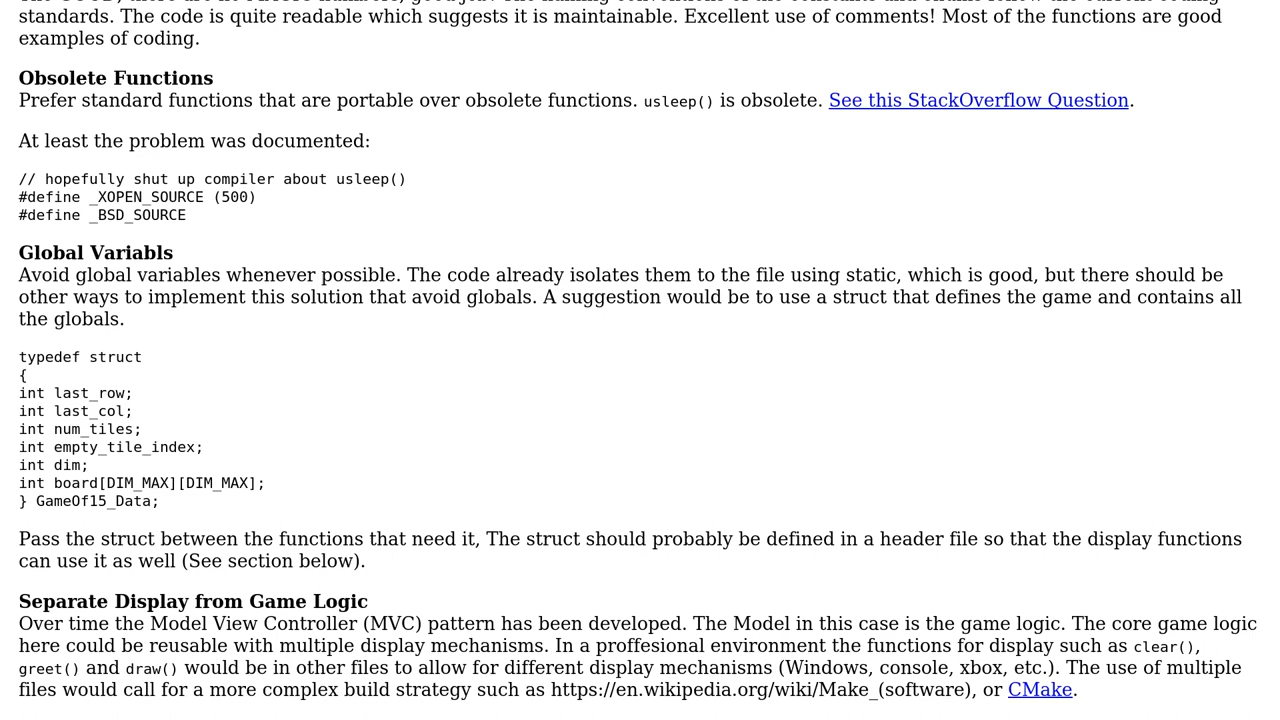 standards. The code is quite readable which suggests it is maintainable. Excellent use of comments! Most of the functions are good
examples of coding.
Obsolete Functions
Prefer standard functions that are portable over obsolete functions. usleep() is obsolete. See this StackOverflow Question.
At least the problem was documented:
// hopefully shut up compiler about usleep()
#define _XOPEN_SOURCE (500)
#define _BSD_SOURCE
Global Variabls
Avoid global variables whenever possible. The code already isolates them to the file using static, which is good, but there should be
other ways to implement this solution that avoid globals. A suggestion would be to use a struct that defines the game and contains all
the globals.
typedef struct
{
int last_row;
int last_col;
int num_tiles;
int empty_tile_index;
int dim;
int board[DIM_MAX][DIM_MAX];
} GameOf15_Data;
Pass the struct between the functions that need it, The struct should probably be defined in a header file so that the display functions
can use it as well (See section below).
Separate Display from Game Logic
Over time the Model View Controller (MVC) pattern has been developed. The Model in this case is the game logic. The core game logic
here could be reusable with multiple display mechanisms. In a proffesional environment the functions for display such as clear(),
greet() and draw() would be in other files to allow for different display mechanisms (Windows, console, xbox, etc.). The use of multiple
files would call for a more complex build strategy such as https://en.wikipedia.org/wiki/Make_(software), or CMake.